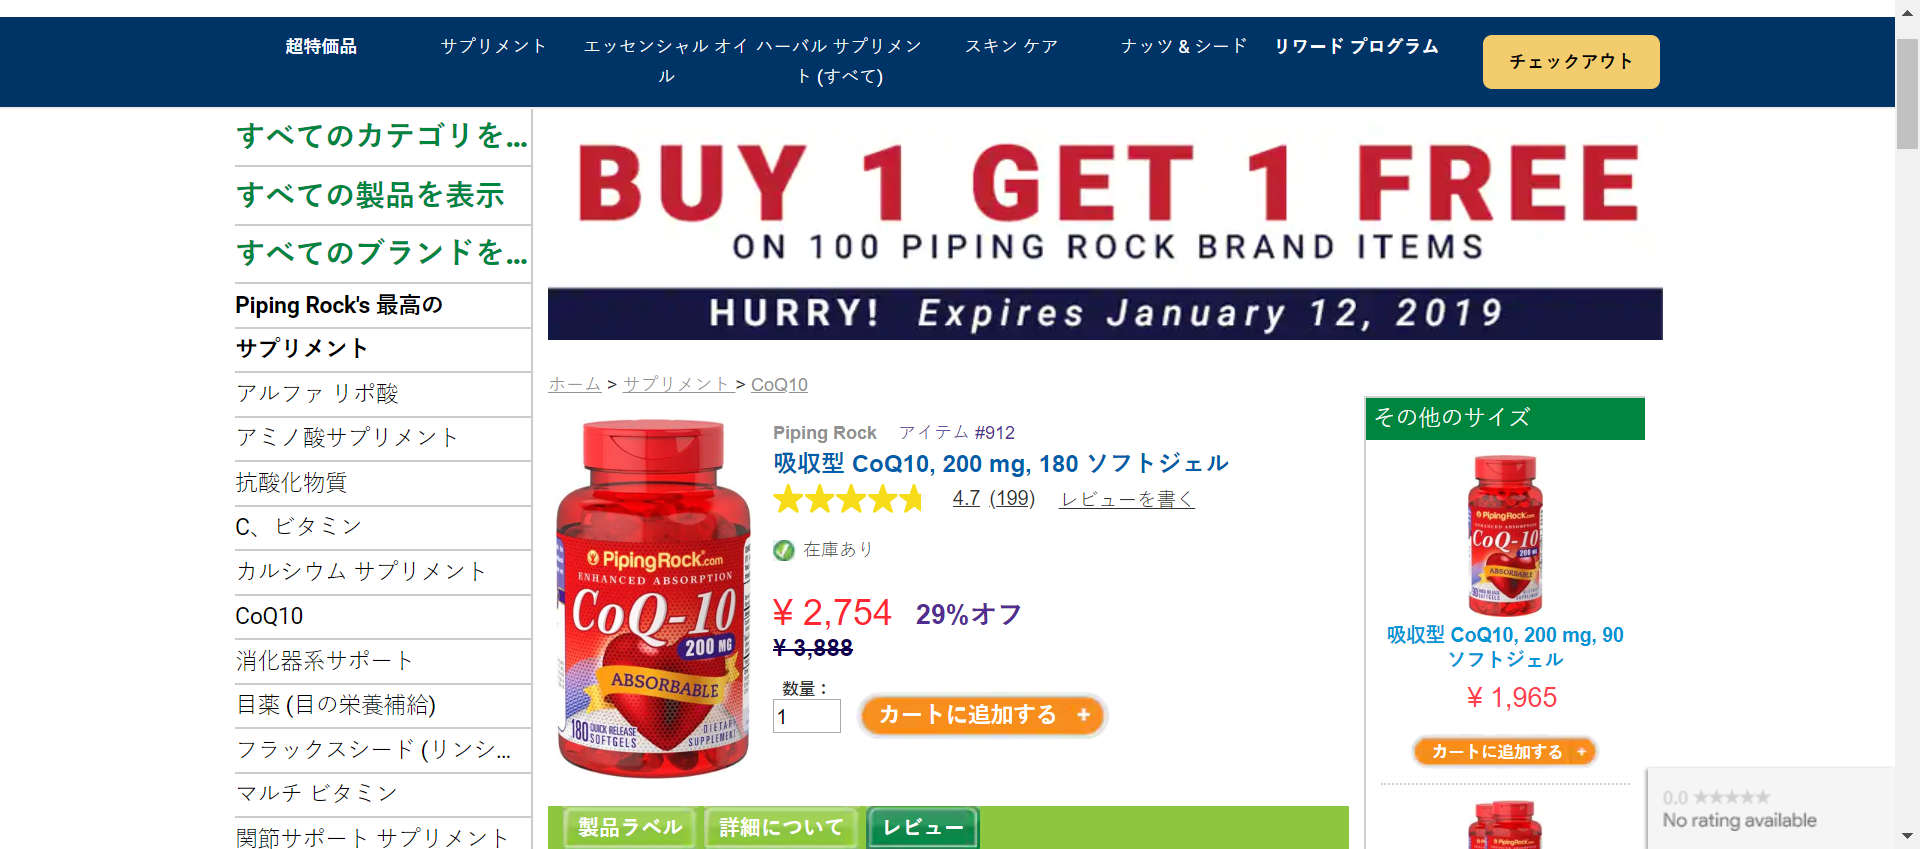 超特価品
サプリメント
エッセンシャル オイ
ル
ハーバル サプリメン
ト (すべて)
スキン ケア
ナッツ & シード
リワード プログラム
チェックアウト
すべてのカテゴリを...
すべての製品を表示
すべてのブランドを...
Piping Rock's 最高の
サプリメント
アルファ リポ酸
アミノ酸サプリメント
抗酸化物質
C、ビタミン
カルシウム サプリメント
CoQ10
消化器系サポート
目薬 (目の栄養補給)
フラックスシード (リンシ...
マルチ ビタミン
関節サポート サプリメント
BUY 1 GET 1 FREE
ON 100 PIPING ROCK BRAND ITEMS
HURRY! Expires January 12, 2019
ホーム > サプリメント > CoQ10
PipingRock.com
ENHANCED ABSORPTION
CoQ-10
200 MG
ABSORBABLE
180 QUICK RELEASE
SOFTGELS
DIETARY
SUPPLEMENT
Piping Rock アイテム #912
吸収型 CoQ10, 200 mg, 180 ソフトジェル
4.7 (199) レビューを書く
在庫あり
¥ 2,754 29%オフ
¥ 3,888
数量：
1
カートに追加する +
製品ラベル
詳細について
レビュー
その他のサイズ
PipingRock
ENHANCED ABSORPTION
CoQ-10
200 MG
ABSORBABLE
90
SOFTGELS
吸収型 CoQ10, 200 mg, 90
ソフトジェル
¥ 1,965
カートに追加する +
0.0
No rating available